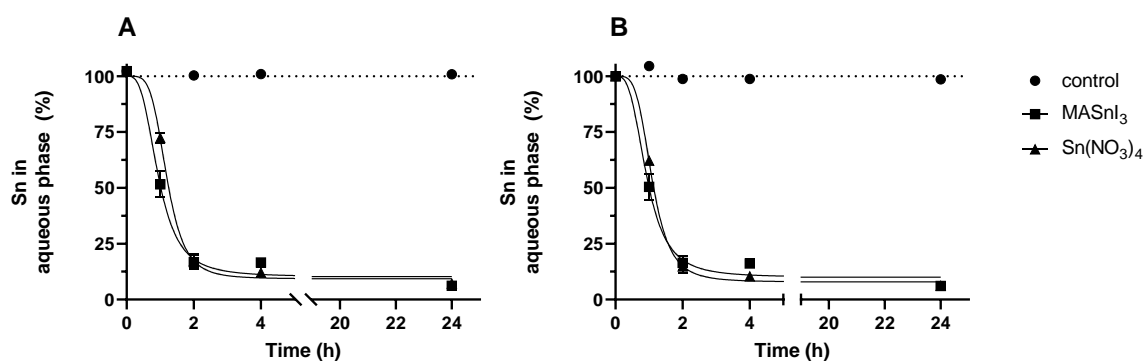 A
Sn in
aqueous phase (%)
100
75
50
25
0
0 2 4 20 22 24
Time (h)
B
Sn in
aqueous phase (%)
100
75
50
25
0
0 2 4 20 22 24
Time (h)
control
MASnI₃
Sn(NO₃)₄